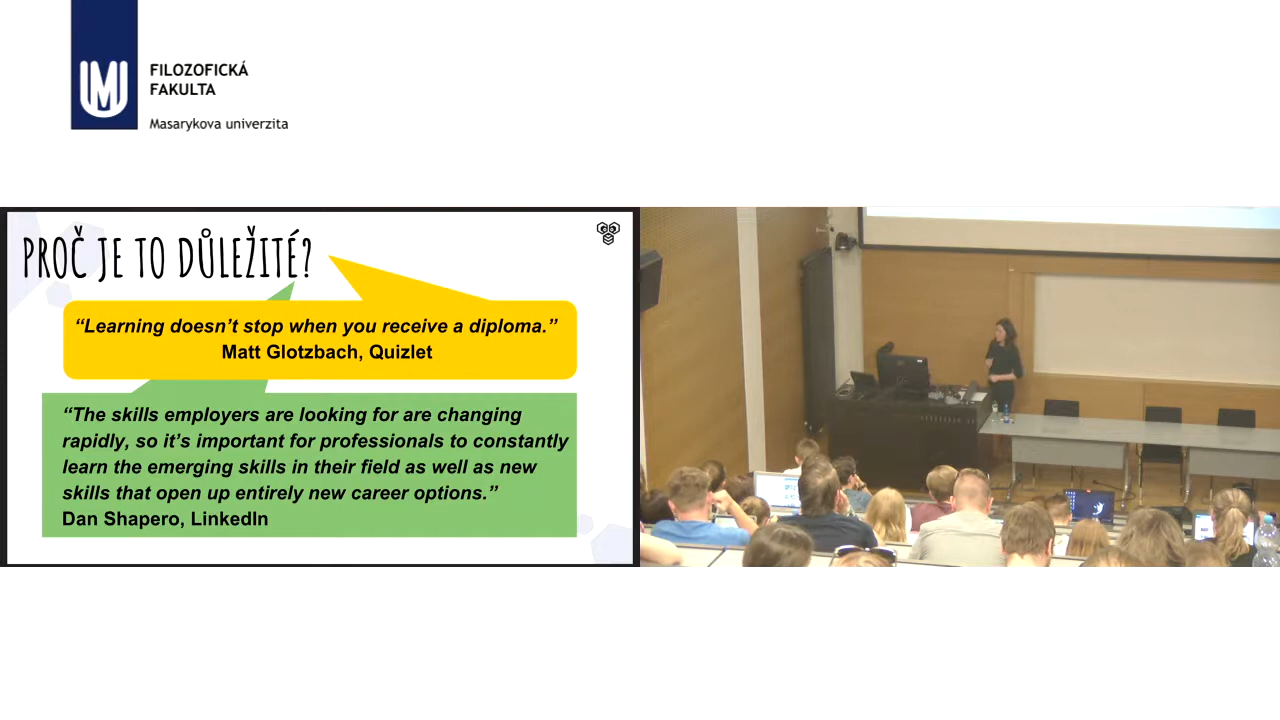 FILOZOFICKÁ
FAKULTA
Masarykova univerzita
PROČ JE TO DŮLEŽITÉ?
“Learning doesn’t stop when you receive a diploma.”
Matt Glotzbach, Quizlet
“The skills employers are looking for are changing
rapidly, so it’s important for professionals to constantly
learn the emerging skills in their field as well as new
skills that open up entirely new career options.”
Dan Shapero, LinkedIn